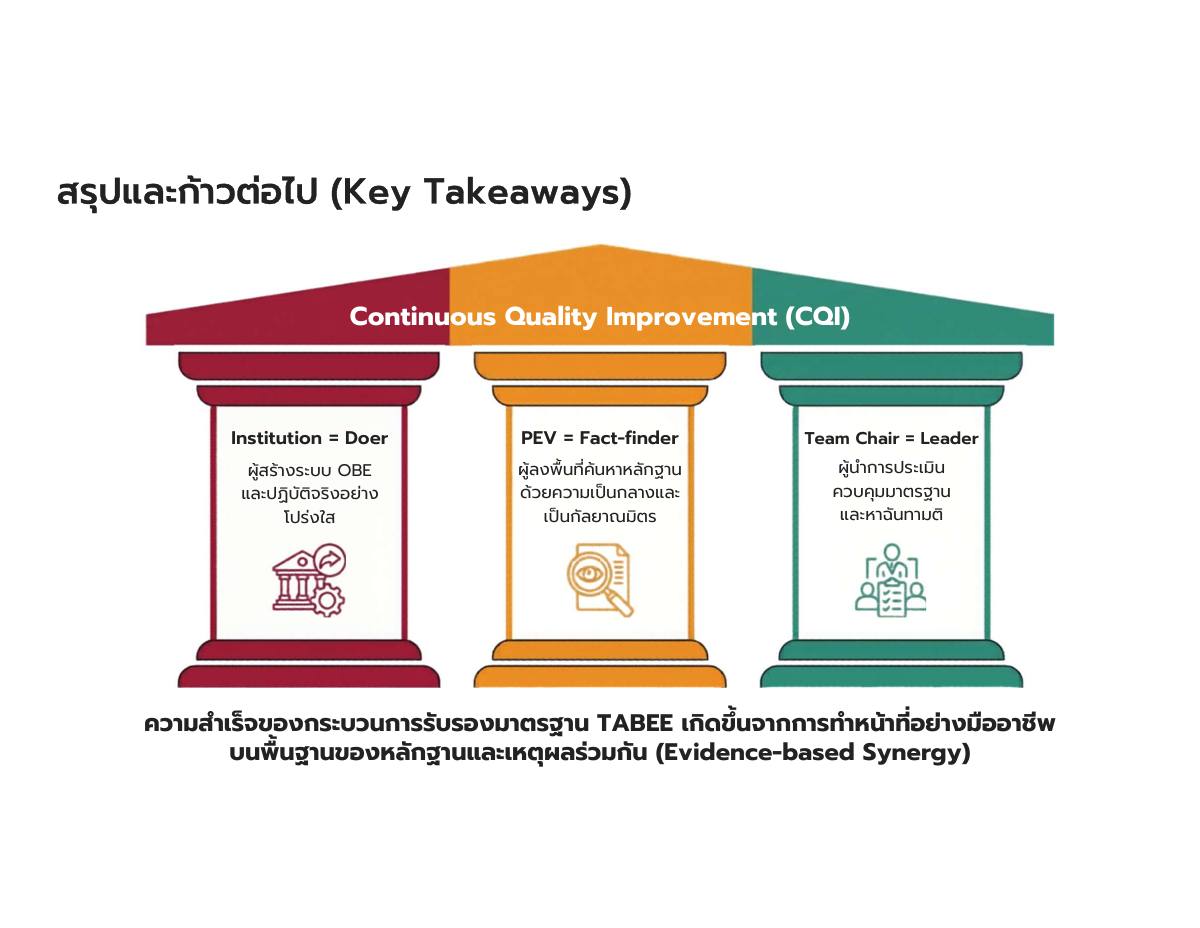 สรุปและก้าวต่อไป (Key Takeaways)
Continuous Quality Improvement (CQI)
Institution = Doer
ผู้สร้างระบบ OBE
และปฏิบัติจริงอย่าง
โปร่งใส
PEV = Fact-finder
ผู้ลงพื้นที่ค้นหาหลักฐาน
ด้วยความเป็นกลางและ
เป็นกัลยาณมิตร
Team Chair = Leader
ผู้นำการประเมิน
ควบคุมมาตรฐาน
และหาฉันทามติ
ความสำเร็จของกระบวนการรับรองมาตรฐาน TABEE เกิดขึ้นจากการทำหน้าที่อย่างมืออาชีพ
บนพื้นฐานของหลักฐานและเหตุผลร่วมกัน (Evidence-based Synergy)